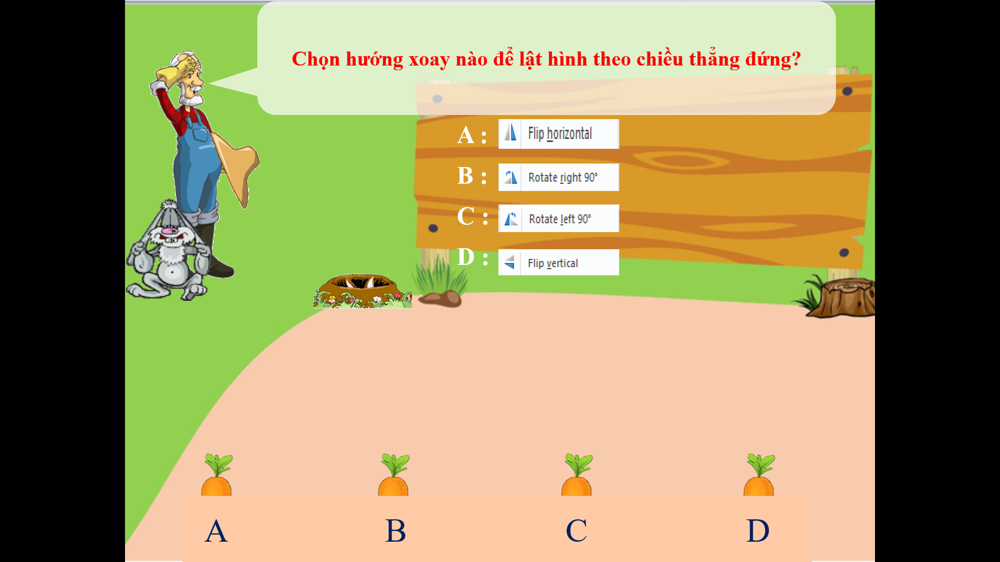 Chọn hướng xoay nào để lật hình theo chiều thẳng đứng?
A : Flip horizontal
B : Rotate right 90°
C : Rotate left 90°
D : Flip vertical
A B C D